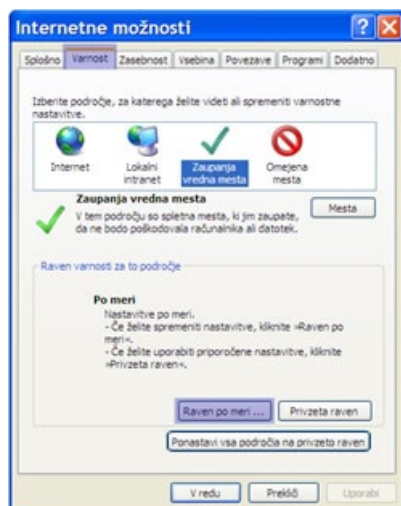 Internetne možnosti
Splošno Varnost Zasebnost Vsebina Povezave Programi Dodatno
Izberite področje, za katerega želite videti ali spremeniti varnostne
nastavitve.
Internet
Lokalni
intranet
Zaupanja
vredna mesta
Omejena
mesta
Zaupanja vredna mesta
V tem področju so spletna mesta, ki jim zaupate,
da ne bodo poškodovala računalnika ali datotek.
Mesta
Raven varnosti za to področje
Po meri
Nastavitve po meri.
- Če želite spremeniti nastavitve, kliknite »Raven po
meri«.
- Če želite uporabiti priporočene nastavitve, kliknite
»Privzeta raven«.
Raven po meri ... Privzeta raven
Ponastavi vsa področja na privzeto raven
V redu Prekliči Uporabi